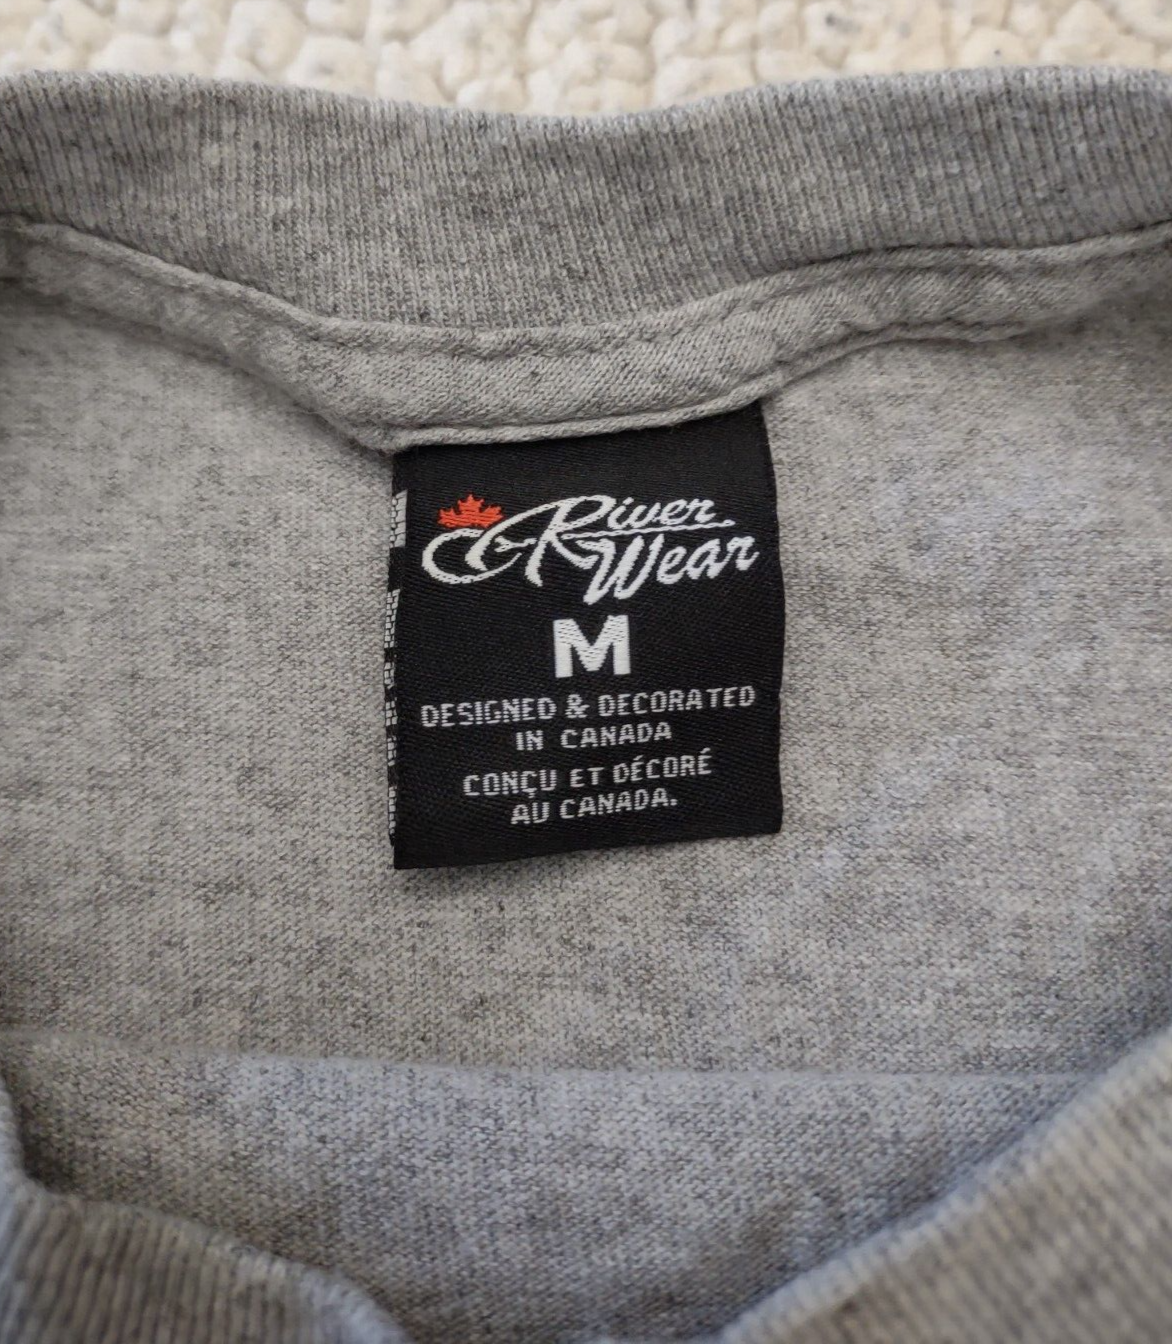 River
Wear
M
DESIGNED & DECORATED
IN CANADA
CONÇU ET DÉCORÉ
AU CANADA.